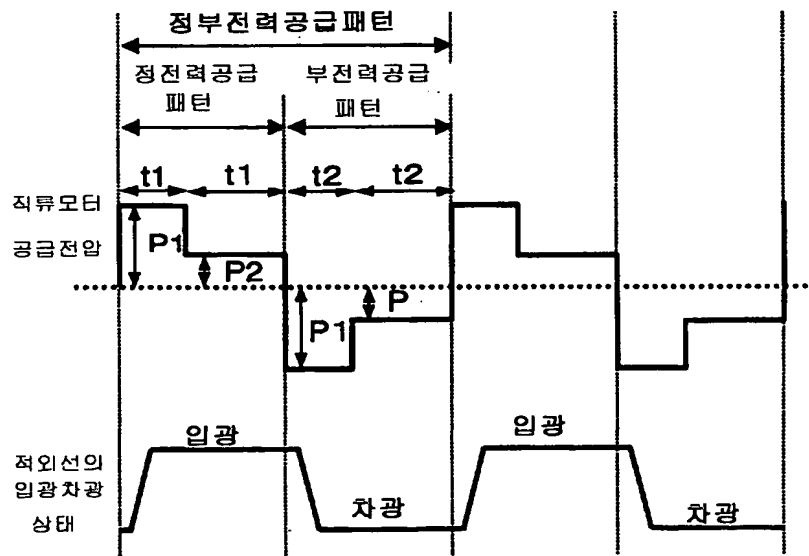 정부전력공급패턴
정전력공급
패턴
부전력공급
패턴
t1
t1
t2
t2
직류모터
공급전압
P1
P2
P1
P
입광
입광
적외선의
입광차광
상태
차광
차광